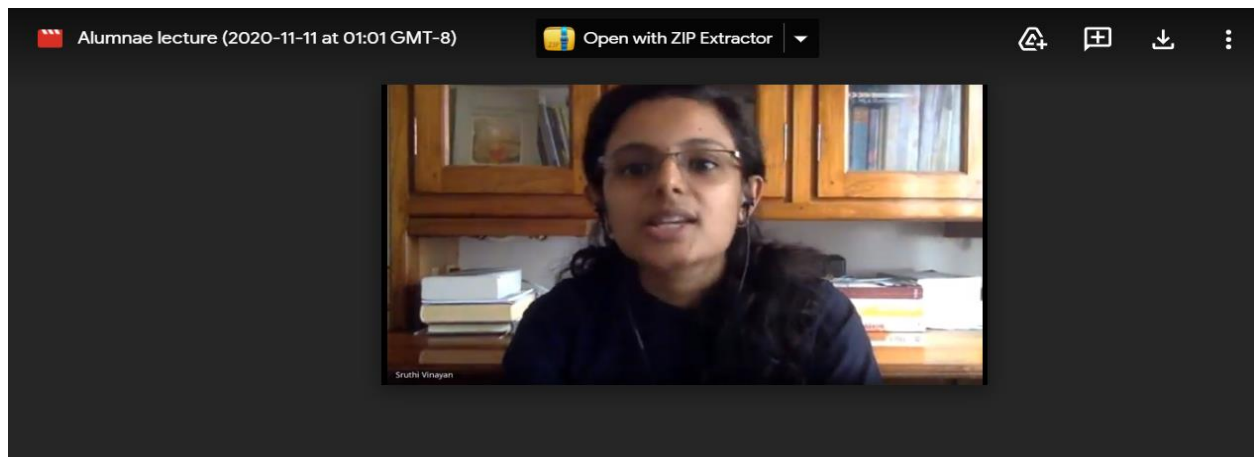 Alumnae lecture (2020-11-11 at 01:01 GMT-8)
Open with ZIP Extractor
Sruthi Vinayan